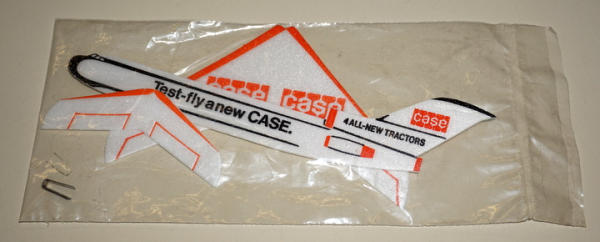 case case
Test-fly a new CASE.
4 ALL-NEW TRACTORS
case